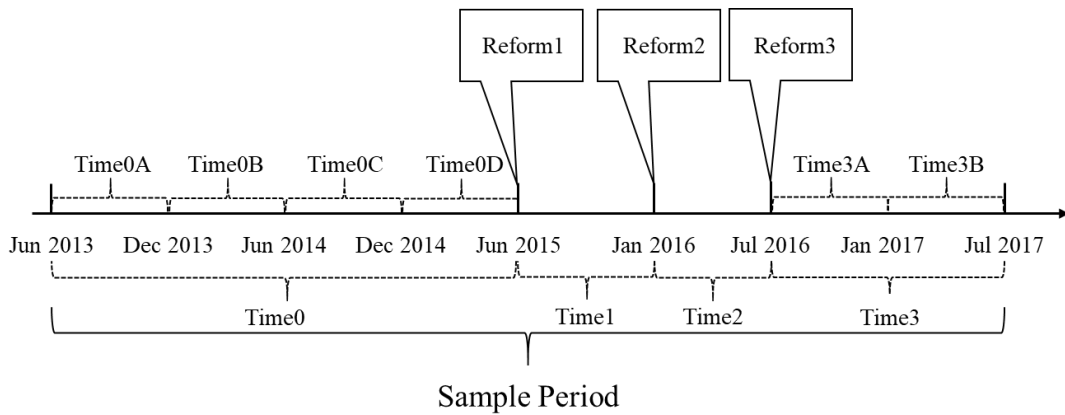 Reform1 Reform2 Reform3
Time0A Time0B Time0C Time0D Time3A Time3B
Jun 2013 Dec 2013 Jun 2014 Dec 2014 Jun 2015 Jan 2016 Jul 2016 Jan 2017 Jul 2017
Time0 Time1 Time2 Time3
Sample Period